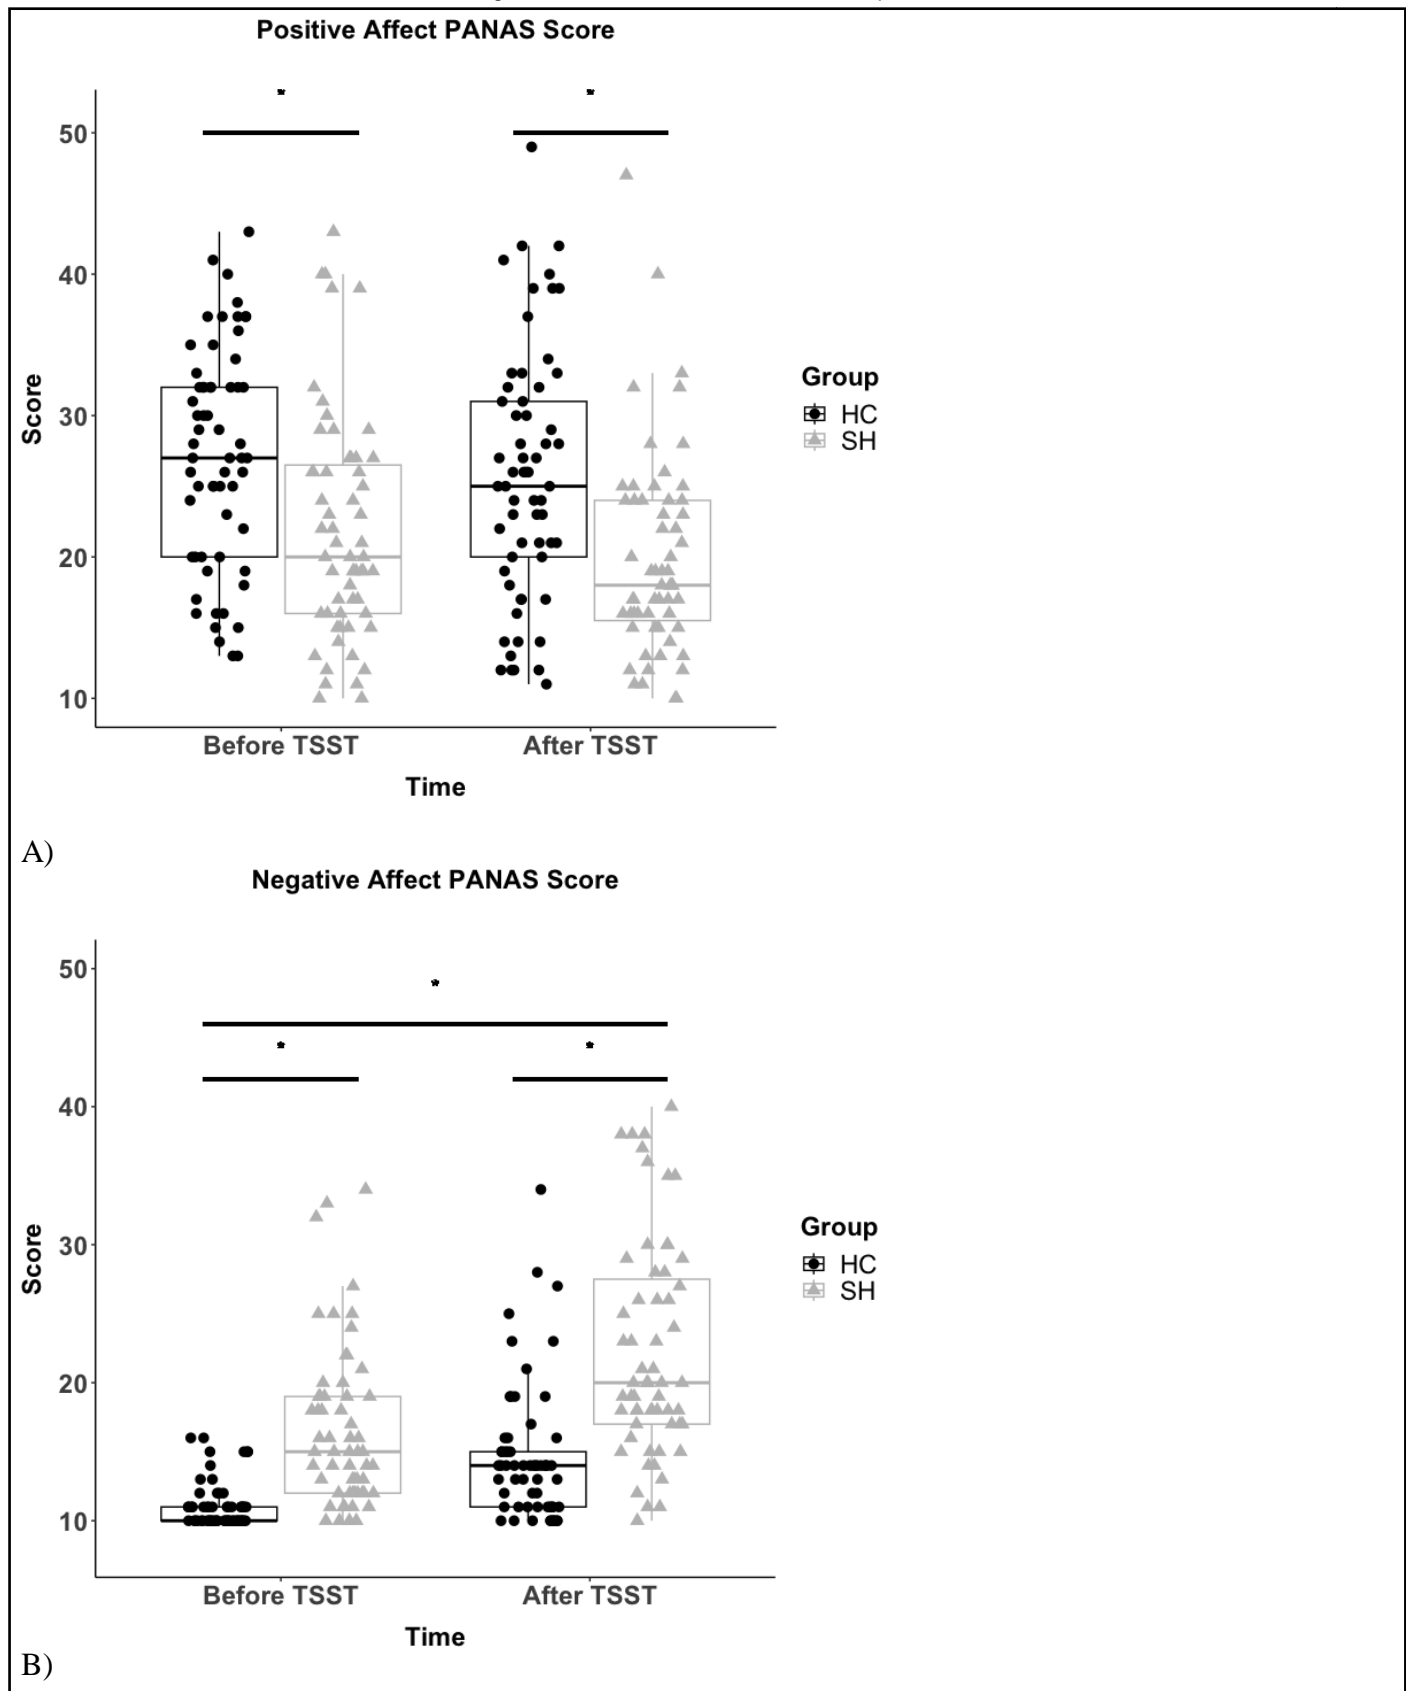 Positive Affect PANAS Score
* *
50
40
30
20
10
Score
Before TSST After TSST
Time
Group
HC
SH
A)
Negative Affect PANAS Score
50
40
30
20
10
Score
*
* *
Before TSST After TSST
Time
Group
HC
SH
B)